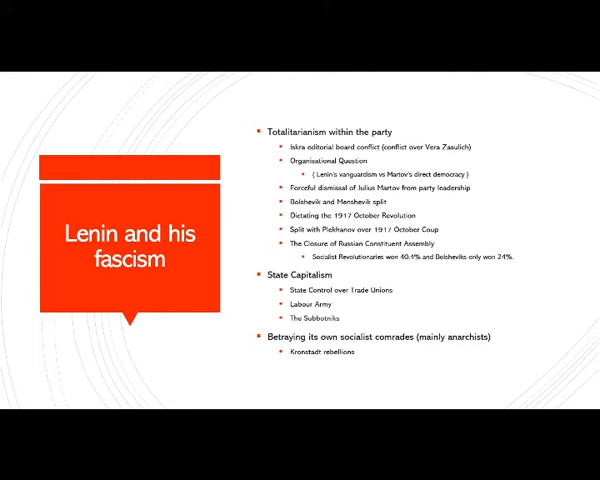 Lenin and his
fascism
Totalitarianism within the party
Iskra editorial board conflict (conflict over Vera Zasulich)
Organisational Question
( Lenin's vanguardism vs Martov's direct democracy )
Forceful dismissal of Julius Martov from party leadership
Bolshevik and Menshevik split
Dictating the 1917 October Revolution
Split with Plekhanov over 1917 October Coup
The Closure of Russian Constituent Assembly
Socialist Revolutionaries won 40.4% and Bolsheviks only won 24%.
State Capitalism
State Control over Trade Unions
Labour Army
The Subbotniks
Betraying its own socialist comrades (mainly anarchists)
Kronstadt rebellions